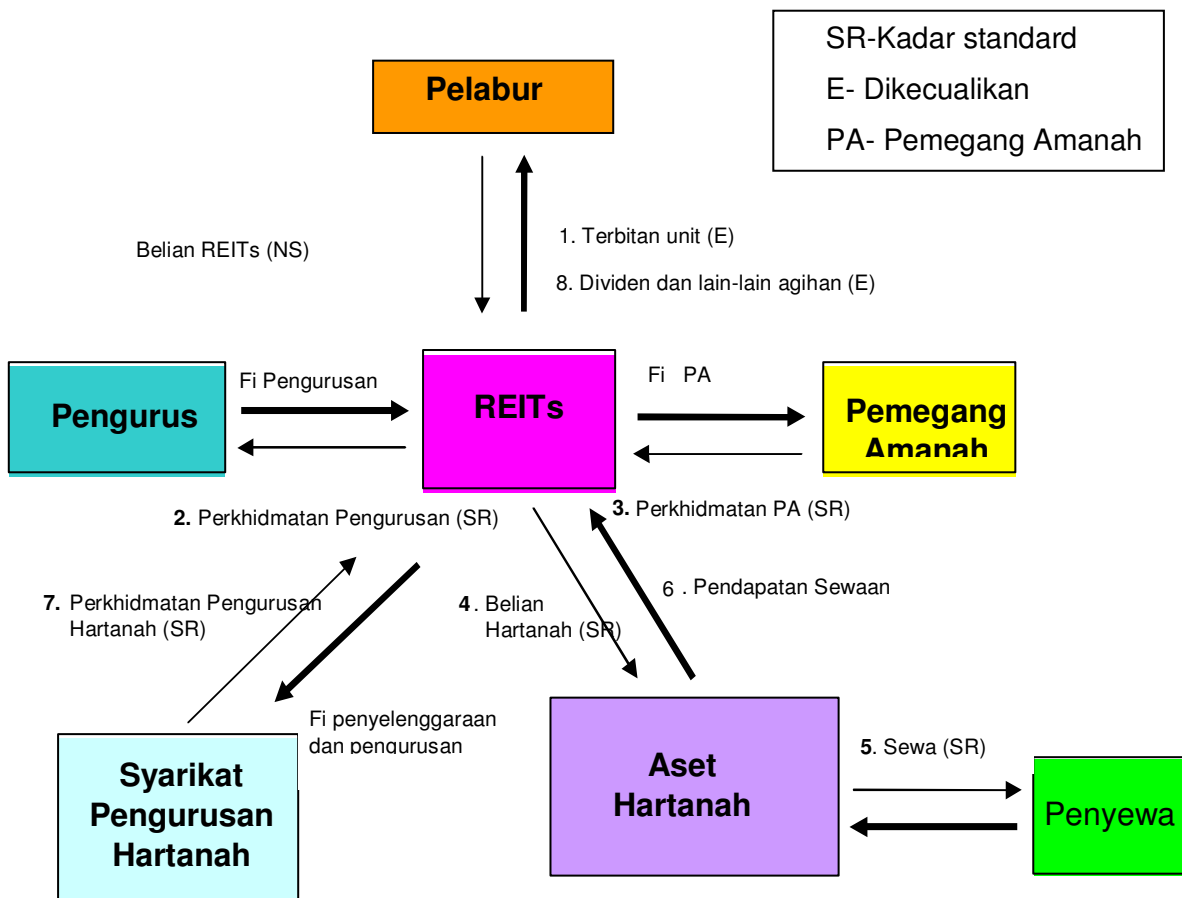 SR-Kadar standard
E- Dikecualikan
PA- Pemegang Amanah
Pelabur
Belian REITs (NS)
1. Terbitan unit (E)
8. Dividen dan lain-lain agihan (E)
Pengurus
Fi Pengurusan
REITs
Fi PA
Pemegang
Amanah
2. Perkhidmatan Pengurusan (SR)
3. Perkhidmatan PA (SR)
7. Perkhidmatan Pengurusan
Hartanah (SR)
4. Belian
Hartanah (SR)
6 . Pendapatan Sewaan
Fi penyelenggaraan
dan pengurusan
Syarikat
Pengurusan
Hartanah
Aset
Hartanah
5. Sewa (SR)
Penyewa